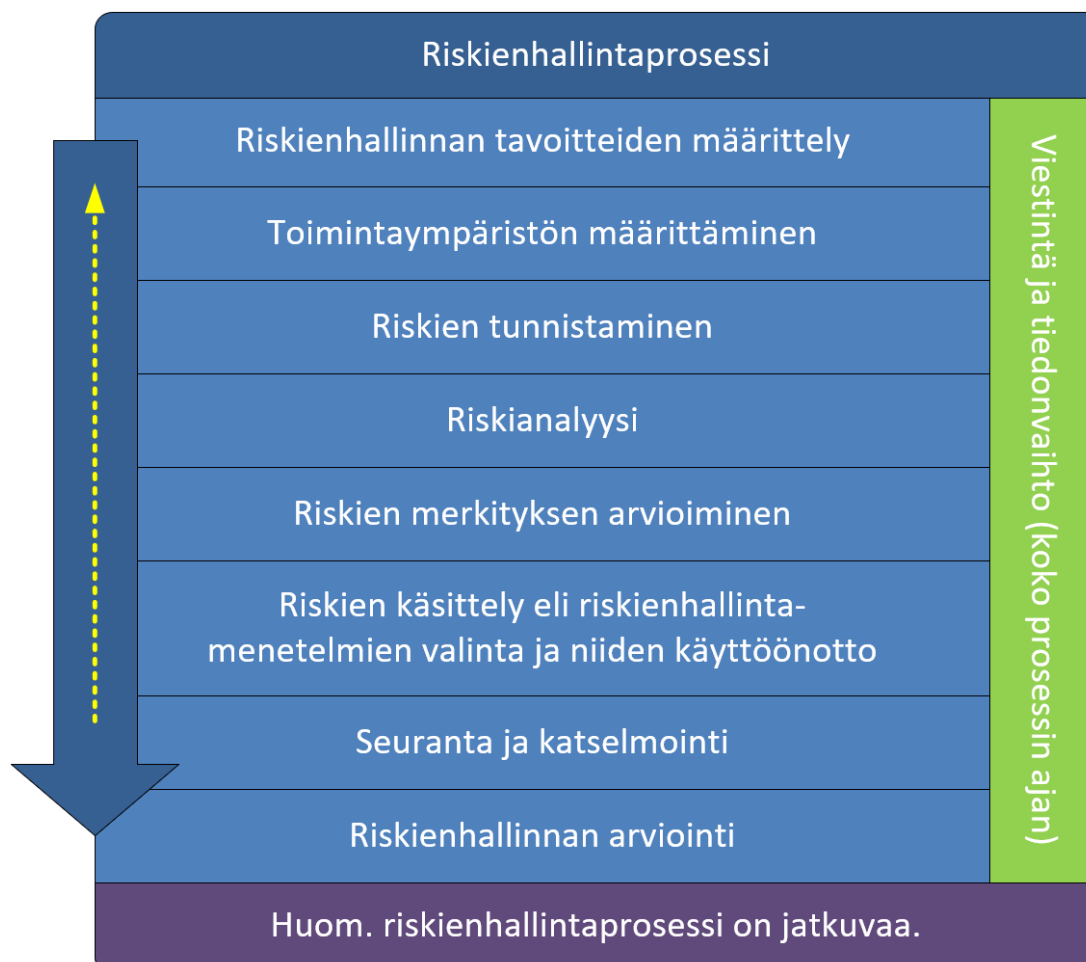 Riskienhallintaprosessi
Riskienhallinnan tavoitteiden määrittely
Toimintaympäristön määrittäminen
Riskien tunnistaminen
Riskianalyysi
Riskien merkityksen arvioiminen
Riskien käsittely eli riskienhallinta-
menetelmien valinta ja niiden käyttöönotto
Seuranta ja katselmointi
Riskienhallinnan arviointi
Viestintä ja tiedonvaihto (koko prosessin ajan)
Huom. riskienhallintaprosessi on jatkuvaa.